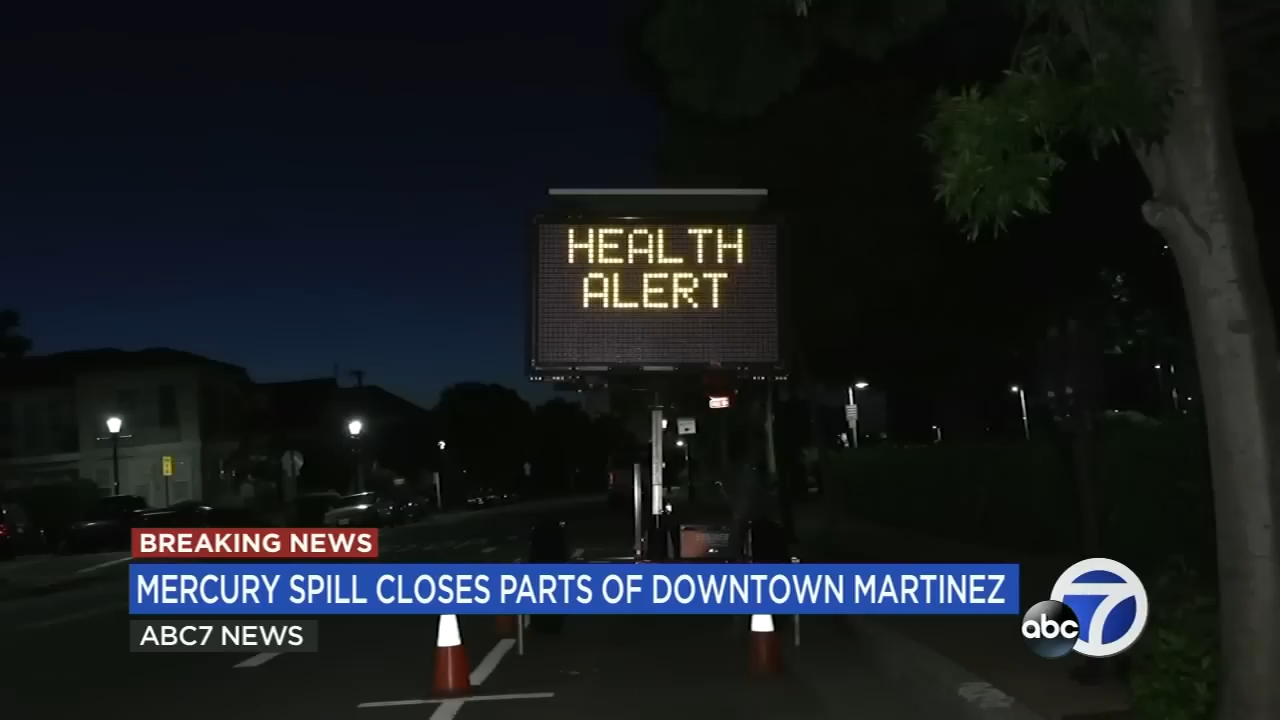 HEALTH
ALERT
BREAKING NEWS
MERCURY SPILL CLOSES PARTS OF DOWNTOWN MARTINEZ
abc 7
ABC7 NEWS